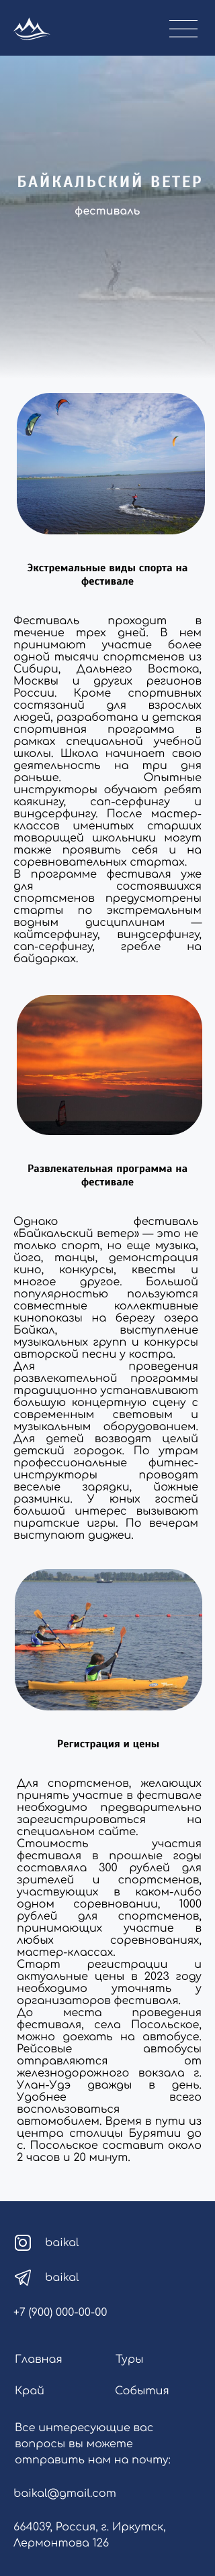 БАЙКАЛЬСКИЙ ВЕТЕР
фестиваль
Экстремальные виды спорта на
фестивале
Фестиваль проходит в
течение трех дней. В нем
принимают участие более
одной тысячи спортсменов из
Сибири, Дальнего Востока,
Москвы и других регионов
России. Кроме спортивных
состязаний для взрослых
людей, разработана и детская
спортивная программа в
рамках специальной учебной
школы. Школа начинает свою
деятельность на три дня
раньше. Опытные
инструкторы обучают ребят
каякингу, сап-серфингу и
виндсерфингу. После мастер-
классов именитых старших
товарищей школьники могут
также проявить себя и на
соревновательных стартах.
В программе фестиваля уже
для состоявшихся
спортсменов предусмотрены
старты по экстремальным
водным дисциплинам —
кайтсерфингу, виндсерфингу,
сап-серфингу, гребле на
байдарках.
Развлекательная программа на
фестивале
Однако фестиваль
«Байкальский ветер» — это не
только спорт, но еще музыка,
йога, танцы, демонстрация
кино, конкурсы, квесты и
многое другое. Большой
популярностью пользуются
совместные коллективные
кинопоказы на берегу озера
Байкал, выступление
музыкальных групп и конкурсы
авторской песни у костра.
Для проведения
развлекательной программы
традиционно устанавливают
большую концертную сцену с
современным световым и
музыкальным оборудованием.
Для детей возводят целый
детский городок. По утрам
профессиональные фитнес-
инструкторы проводят
веселые зарядки, йожные
разминки. У юных гостей
большой интерес вызывают
пиратские игры. По вечерам
выступают диджеи.
Регистрация и цены
Для спортсменов, желающих
принять участие в фестивале
необходимо предварительно
зарегистрироваться на
специальном сайте.
Стоимость участия
фестиваля в прошлые годы
составляла 300 рублей для
зрителей и спортсменов,
участвующих в каком-либо
одном соревновании, 1000
рублей для спортсменов,
принимающих участие в
любых соревнованиях,
мастер-классах.
Старт регистрации и
актуальные цены в 2023 году
необходимо уточнять у
организаторов фестиваля.
До места проведения
фестиваля, села Посольское,
можно доехать на автобусе.
Рейсовые автобусы
отправляются от
железнодорожного вокзала г.
Улан-Удэ дважды в день.
Удобнее всего
воспользоваться
автомобилем. Время в пути из
центра столицы Бурятии до
с. Посольское составит около
2 часов и 20 минут.
baikal
baikal
+7 (900) 000-00-00
Главная Туры
Край События
Все интересующие вас
вопросы вы можете
отправить нам на почту:
baikal@gmail.com
664039, Россия, г. Иркутск,
Лермонтова 126